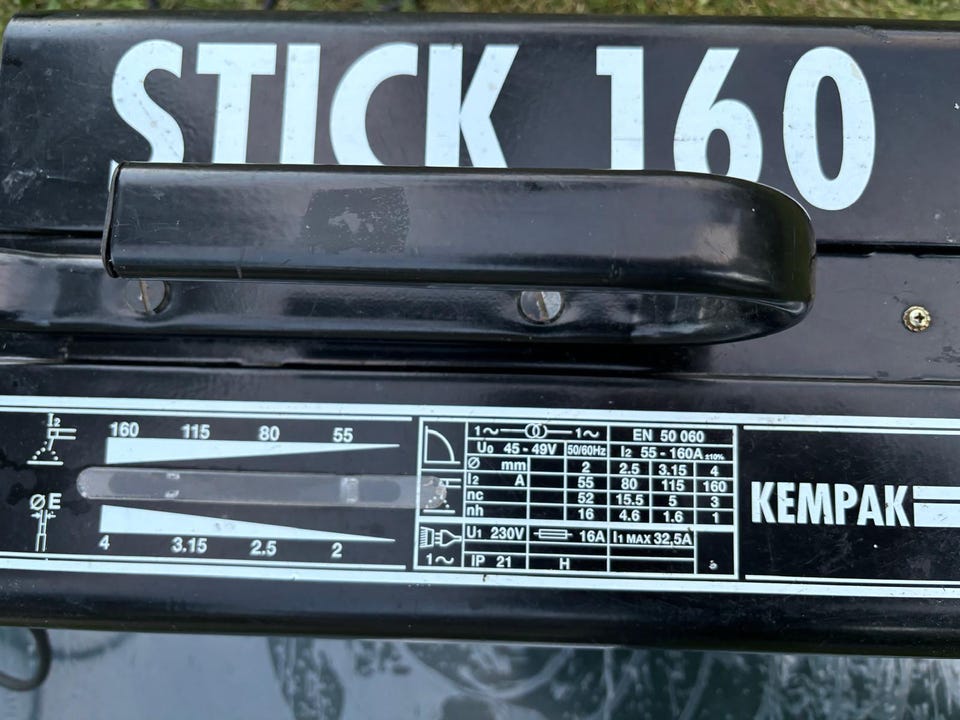 STICK 160
I2
160 115 80 55
ØE
4 3.15 2.5 2
1~ 1~ EN 50 060
U0 45 - 49V 50/60Hz I2 55 - 160A ±10%
Ø mm 2 2.5 3.15 4
I2 A 55 80 115 160
nc 52 15.5 5 3
nh 16 4.6 1.6 1
U1 230V 16A I1 MAX 32,5A
1~ IP 21 H
KEMPAK